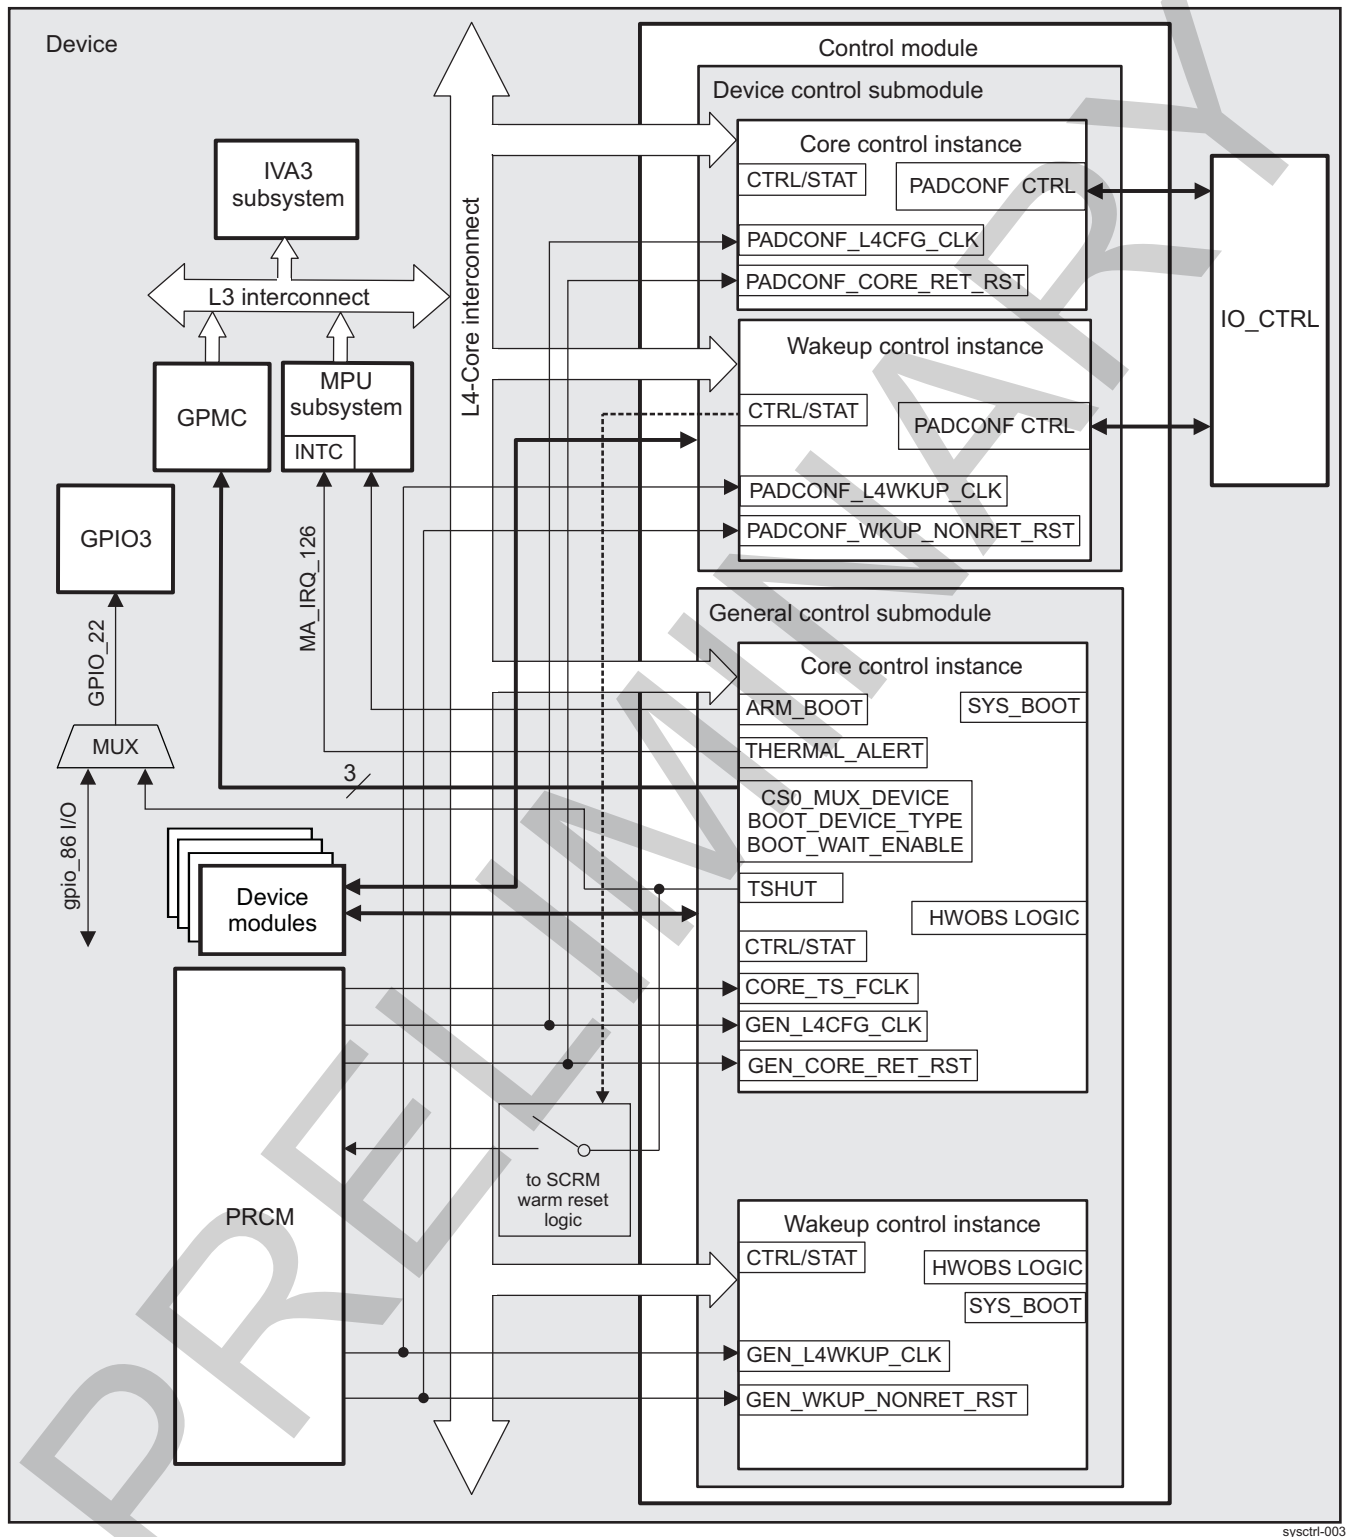 Device
Control module
Device control submodule
Core control instance
CTRL/STAT
PADCONF CTRL
PADCONF_L4CFG_CLK
PADCONF_CORE_RET_RST
IO_CTRL
Wakeup control instance
CTRL/STAT
PADCONF CTRL
PADCONF_L4WKUP_CLK
PADCONF_WKUP_NONRET_RST
IVA3
subsystem
L3 interconnect
L4-Core interconnect
GPMC
MPU
subsystem
INTC
GPIO3
MA_IRQ_126
GPIO_22
MUX
gpio_86 I/O
3
Device
modules
General control submodule
Core control instance
ARM_BOOT
SYS_BOOT
THERMAL_ALERT
CS0_MUX_DEVICE
BOOT_DEVICE_TYPE
BOOT_WAIT_ENABLE
TSHUT
HWOBS LOGIC
CTRL/STAT
CORE_TS_FCLK
GEN_L4CFG_CLK
GEN_CORE_RET_RST
to SCRM
warm reset
logic
PRCM
Wakeup control instance
CTRL/STAT
HWOBS LOGIC
SYS_BOOT
GEN_L4WKUP_CLK
GEN_WKUP_NONRET_RST
PRELIMINARY
sysctrl-003